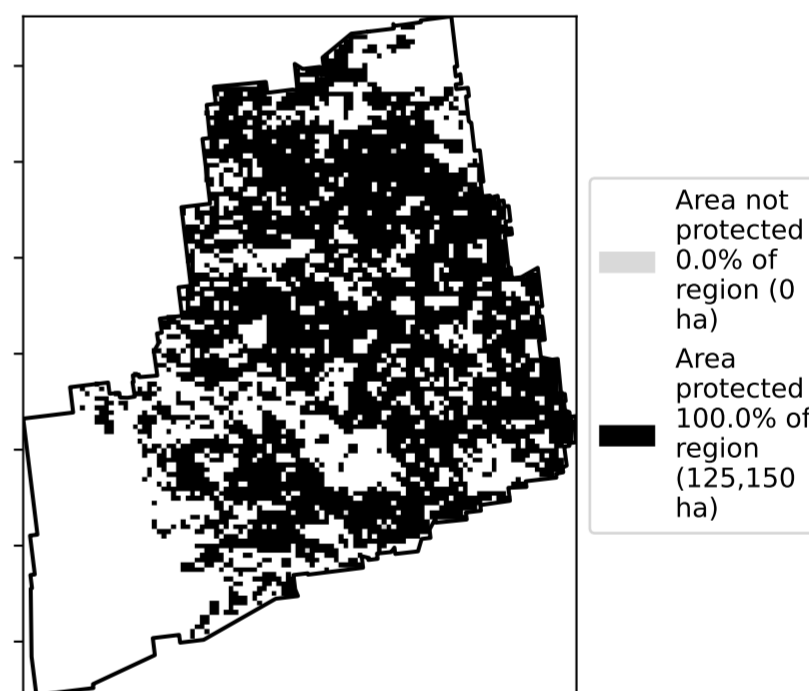 Area not
protected
0.0% of
region (0
ha)
Area
protected
100.0% of
region
(125,150
ha)